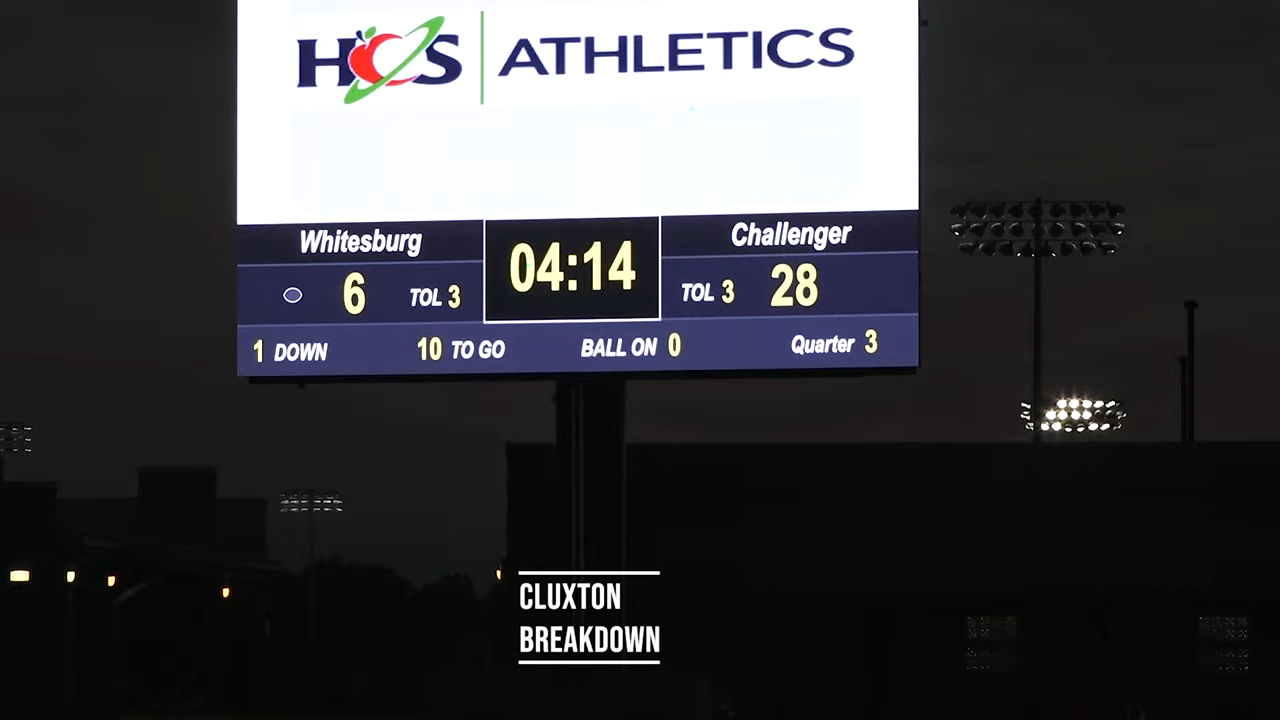 HCS ATHLETICS
Whitesburg
Challenger
6 TOL 3
04:14
TOL 3 28
1 DOWN 10 TO GO BALL ON 0 Quarter 3
CLUXTON
BREAKDOWN